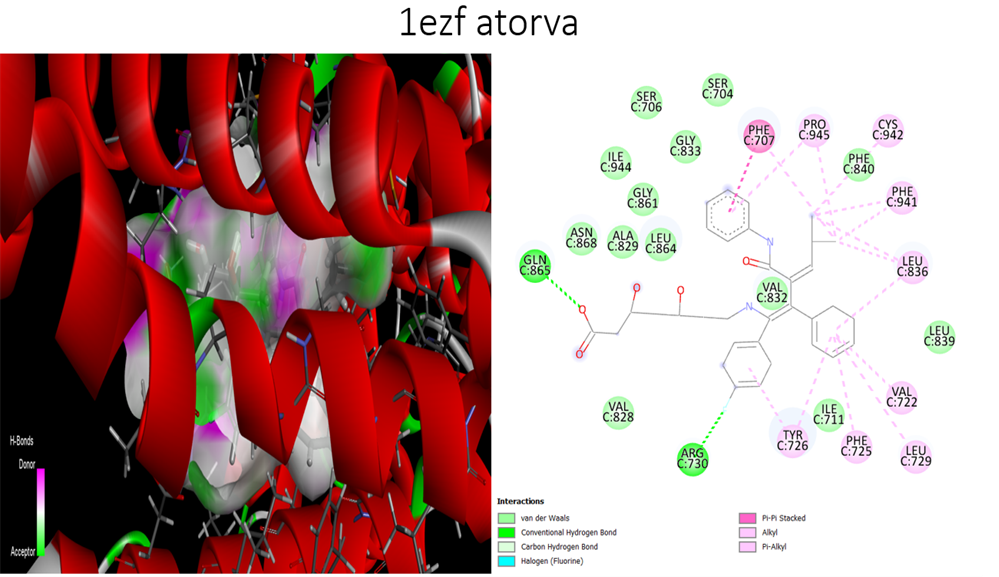 1ezf atorva
H-Bonds
Donor
Acceptor
SER
C:706
SER
C:704
PHE
C:707
PRO
C:945
CYS
C:942
ILE
C:944
GLY
C:833
PHE
C:840
GLY
C:861
PHE
C:941
ASN
C:868
ALA
C:829
LEU
C:864
GLN
C:865
LEU
C:836
N
O
VAL
C:832
O
O
O
N
O
LEU
C:839
VAL
C:828
ILE
C:711
VAL
C:722
TYR
C:726
PHE
C:725
ARG
C:730
LEU
C:729
Interactions
van der Waals
Conventional Hydrogen Bond
Carbon Hydrogen Bond
Halogen (Fluorine)
Pi-Pi Stacked
Alkyl
Pi-Alkyl